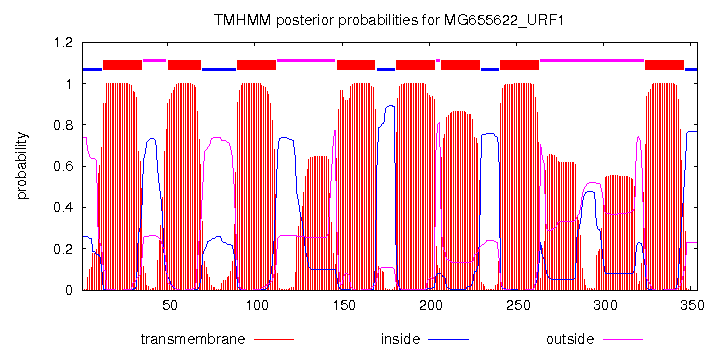 TMHMM posterior probabilities for MG655622_URF1
probability
1.2
1
0.8
0.6
0.4
0.2
0
50 100 150 200 250 300 350
transmembrane inside outside